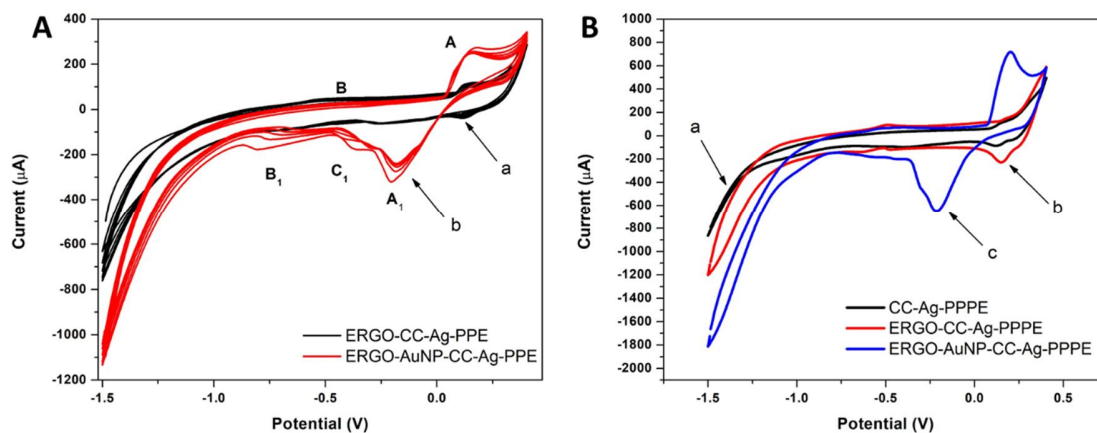 A
400
200
0
-200
-400
-600
-800
-1000
-1200
Current (µA)
-1.5
-1.0
-0.5
0.0
Potential (V)
A
B
B1
C1
A1
a
b
ERGO-CC-Ag-PPE
ERGO-AuNP-CC-Ag-PPE
B
1000
800
600
400
200
0
-200
-400
-600
-800
-1000
-1200
-1400
-1600
-1800
-2000
Current (µA)
-1.5
-1.0
-0.5
0.0
0.5
Potential (V)
a
b
c
CC-Ag-PPPE
ERGO-CC-Ag-PPPE
ERGO-AuNP-CC-Ag-PPPE